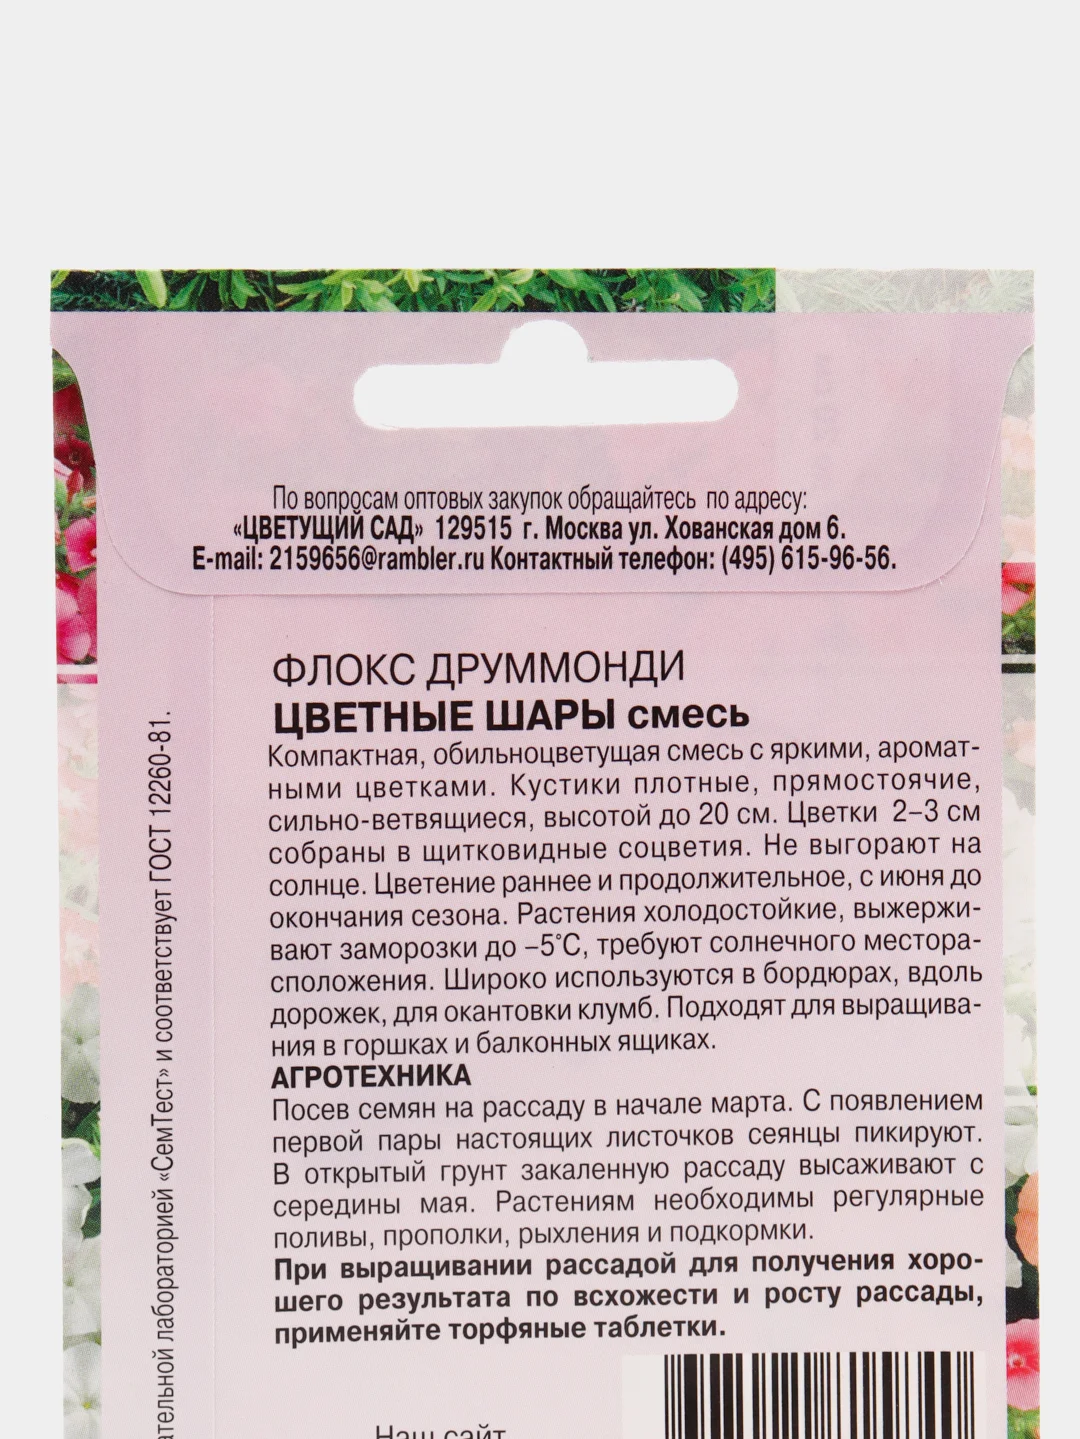 По вопросам оптовых закупок обращайтесь по адресу:
«ЦВЕТУЩИЙ САД» 129515 г. Москва ул. Хованская дом 6.
E-mail: 2159656@rambler.ru Контактный телефон: (495) 615-96-56.
ФЛОКС ДРУММОНДИ
ЦВЕТНЫЕ ШАРЫ смесь
Компактная, обильноцветущая смесь с яркими, аромат-
ными цветками. Кустики плотные, прямостоячие,
сильно-ветвящиеся, высотой до 20 см. Цветки 2–3 см
собраны в щитковидные соцветия. Не выгорают на
солнце. Цветение раннее и продолжительное, с июня до
окончания сезона. Растения холодостойкие, выжержи-
вают заморозки до –5°С, требуют солнечного местора-
сположения. Широко используются в бордюрах, вдоль
дорожек, для окантовки клумб. Подходят для выращива-
ния в горшках и балконных ящиках.
АГРОТЕХНИКА
Посев семян на рассаду в начале марта. С появлением
первой пары настоящих листочков сеянцы пикируют.
В открытый грунт закаленную рассаду высаживают с
середины мая. Растениям необходимы регулярные
поливы, прополки, рыхления и подкормки.
При выращивании рассадой для получения хоро-
шего результата по всхожести и росту рассады,
применяйте торфяные таблетки.
Наш сайт
ательной лабораторией «СемТест» и соответствует ГОСТ 12260-81.